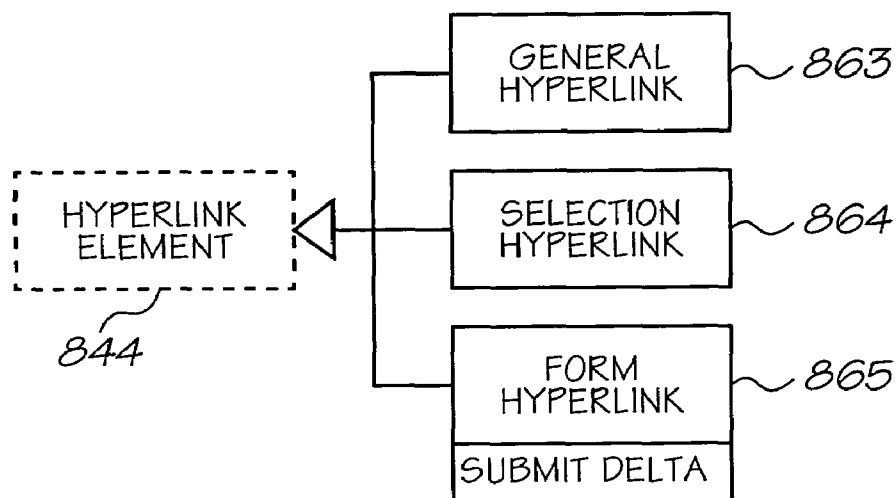 GENERAL
HYPERLINK
863
HYPERLINK
ELEMENT
844
SELECTION
HYPERLINK
864
FORM
HYPERLINK
865
SUBMIT DELTA